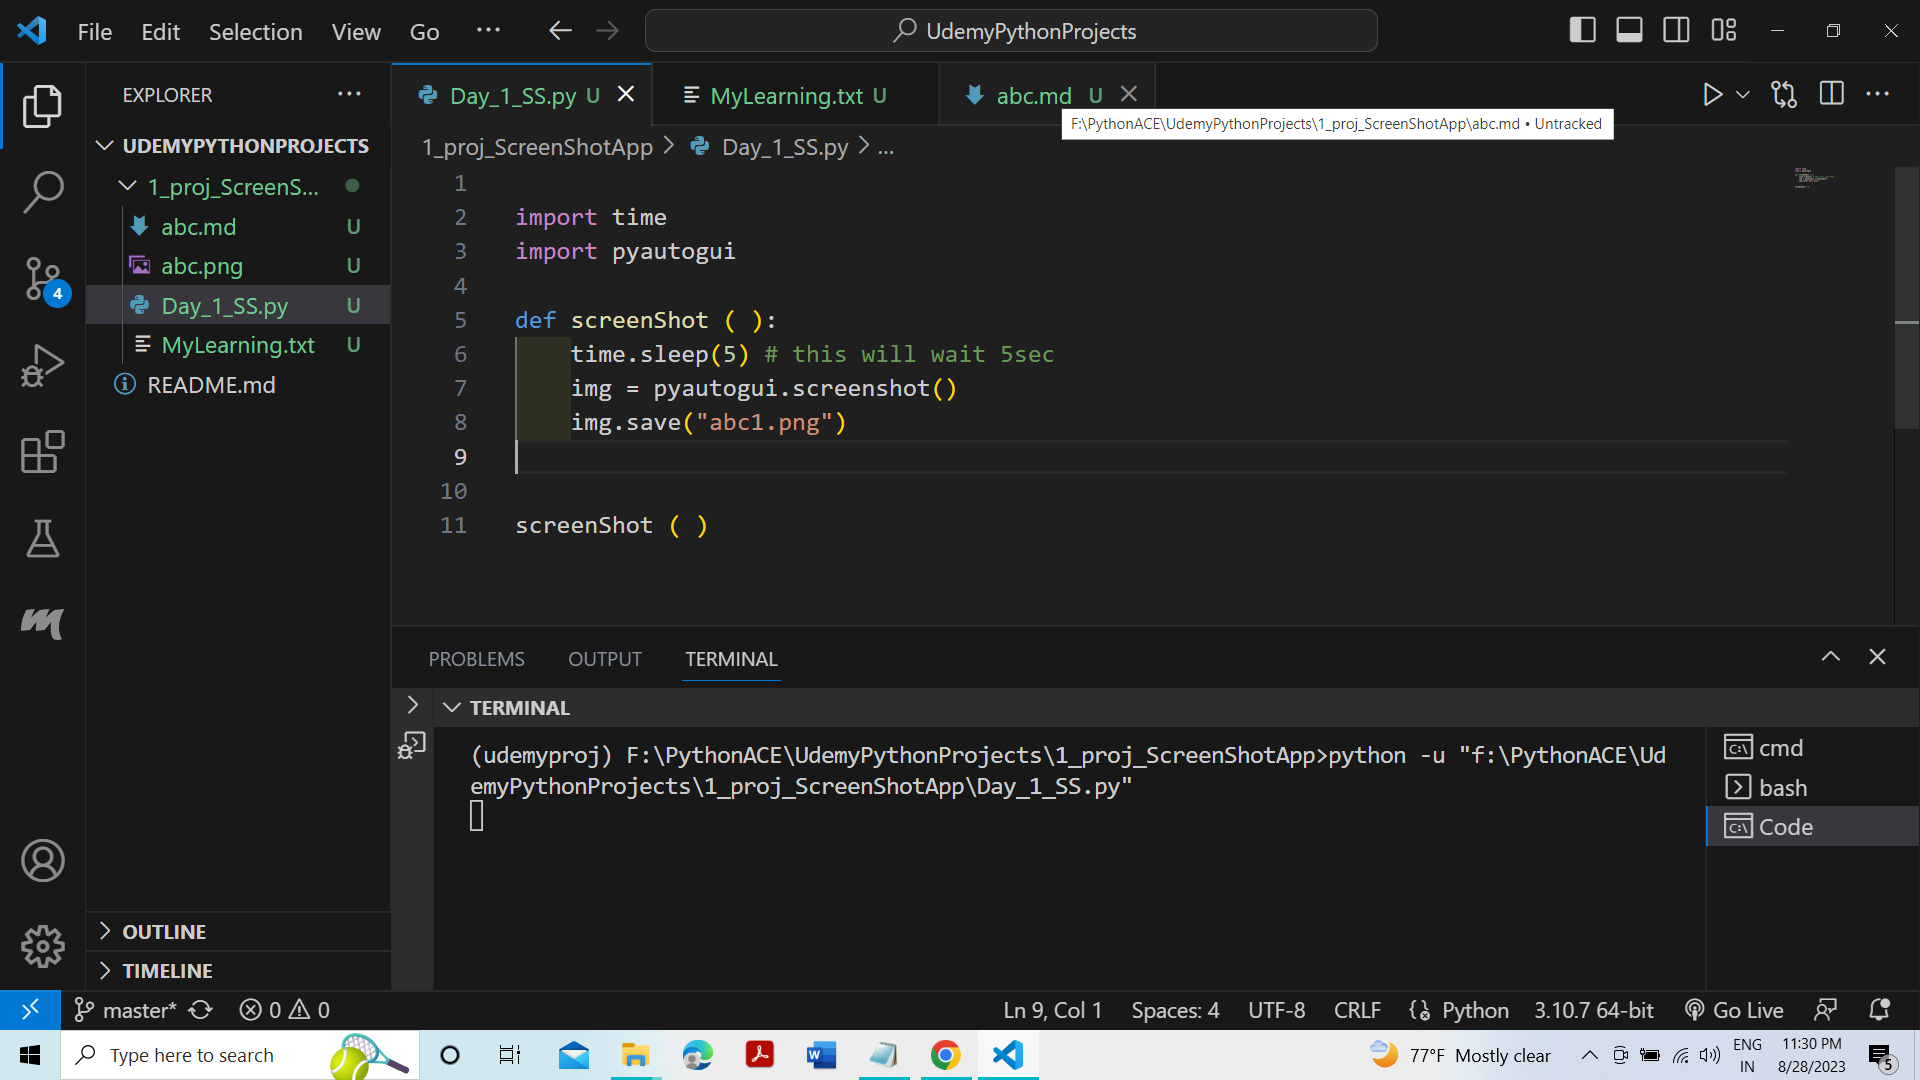 File Edit Selection View Go ··· UdemyPythonProjects
EXPLORER ···
Day_1_SS.py U
MyLearning.txt U
abc.md U
F:\PythonACE\UdemyPythonProjects\1_proj_ScreenShotApp\abc.md • Untracked
UDEMYPYTHONPROJECTS
1_proj_ScreenS...
abc.md U
abc.png U
Day_1_SS.py U
MyLearning.txt U
README.md
4
OUTLINE
TIMELINE
1_proj_ScreenShotApp > Day_1_SS.py > ...
1
2 import time
3 import pyautogui
4
5 def screenShot ( ):
6 time.sleep(5) # this will wait 5sec
7 img = pyautogui.screenshot()
8 img.save("abc1.png")
9
10
11 screenShot ( )
PROBLEMS OUTPUT TERMINAL
TERMINAL
(udemyproj) F:\PythonACE\UdemyPythonProjects\1_proj_ScreenShotApp>python -u "f:\PythonACE\Ud
emyPythonProjects\1_proj_ScreenShotApp\Day_1_SS.py"
cmd
bash
Code
master* 0 0 Ln 9, Col 1 Spaces: 4 UTF-8 CRLF Python 3.10.7 64-bit Go Live
Type here to search
77°F Mostly clear
ENG
IN
11:30 PM
8/28/2023
5